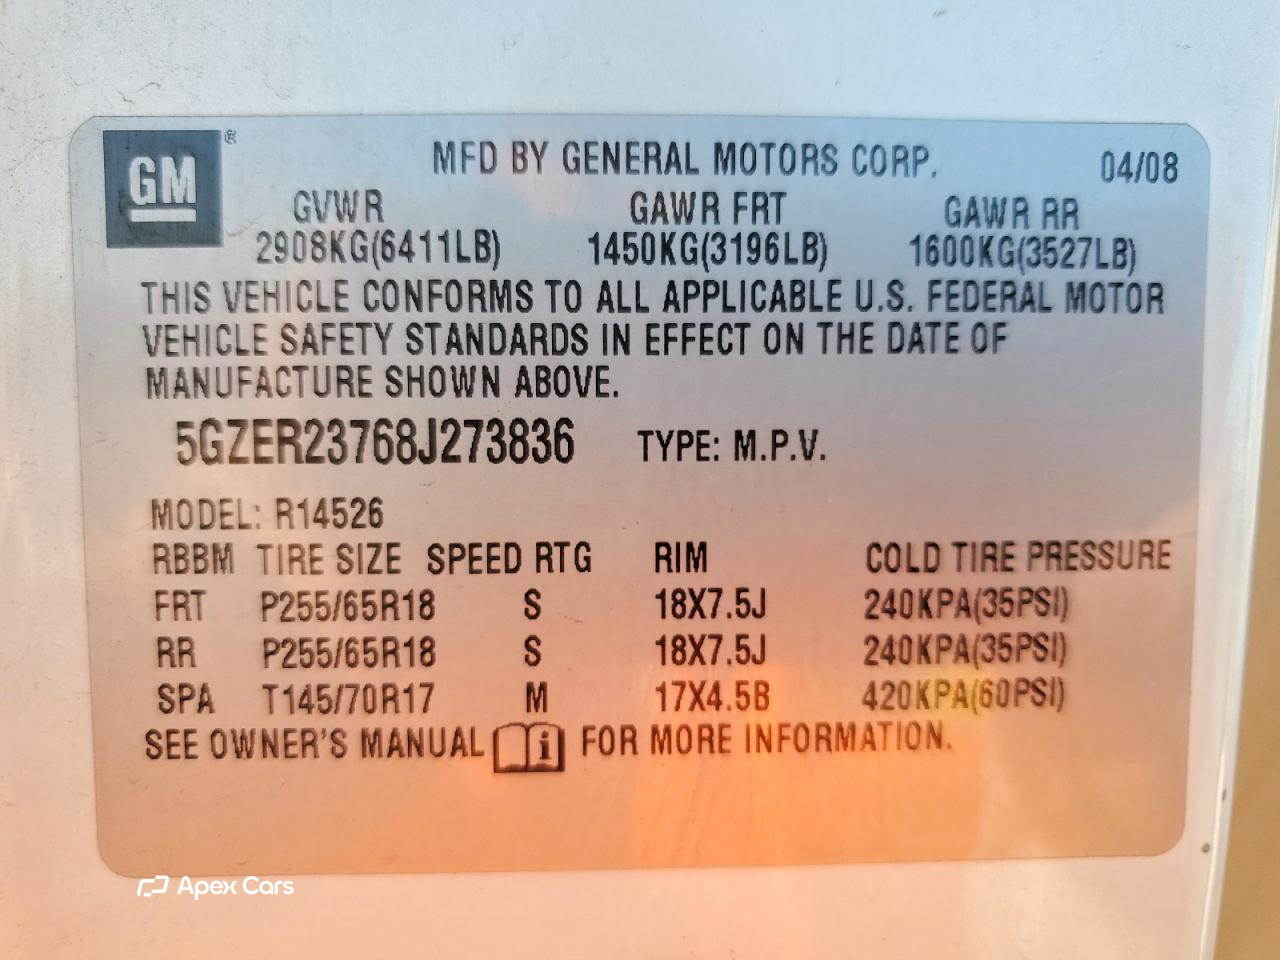 GM®
MFD BY GENERAL MOTORS CORP. 04/08
GVWR GAWR FRT GAWR RR
2908KG(6411LB) 1450KG(3196LB) 1600KG(3527LB)
THIS VEHICLE CONFORMS TO ALL APPLICABLE U.S. FEDERAL MOTOR
VEHICLE SAFETY STANDARDS IN EFFECT ON THE DATE OF
MANUFACTURE SHOWN ABOVE.
5GZER23768J273836 TYPE: M.P.V.
MODEL: R14526
RBBM TIRE SIZE SPEED RTG RIM COLD TIRE PRESSURE
FRT P255/65R18 S 18X7.5J 240KPA(35PSI)
RR P255/65R18 S 18X7.5J 240KPA(35PSI)
SPA T145/70R17 M 17X4.5B 420KPA(60PSI)
SEE OWNER'S MANUAL i FOR MORE INFORMATION.
Apex Cars